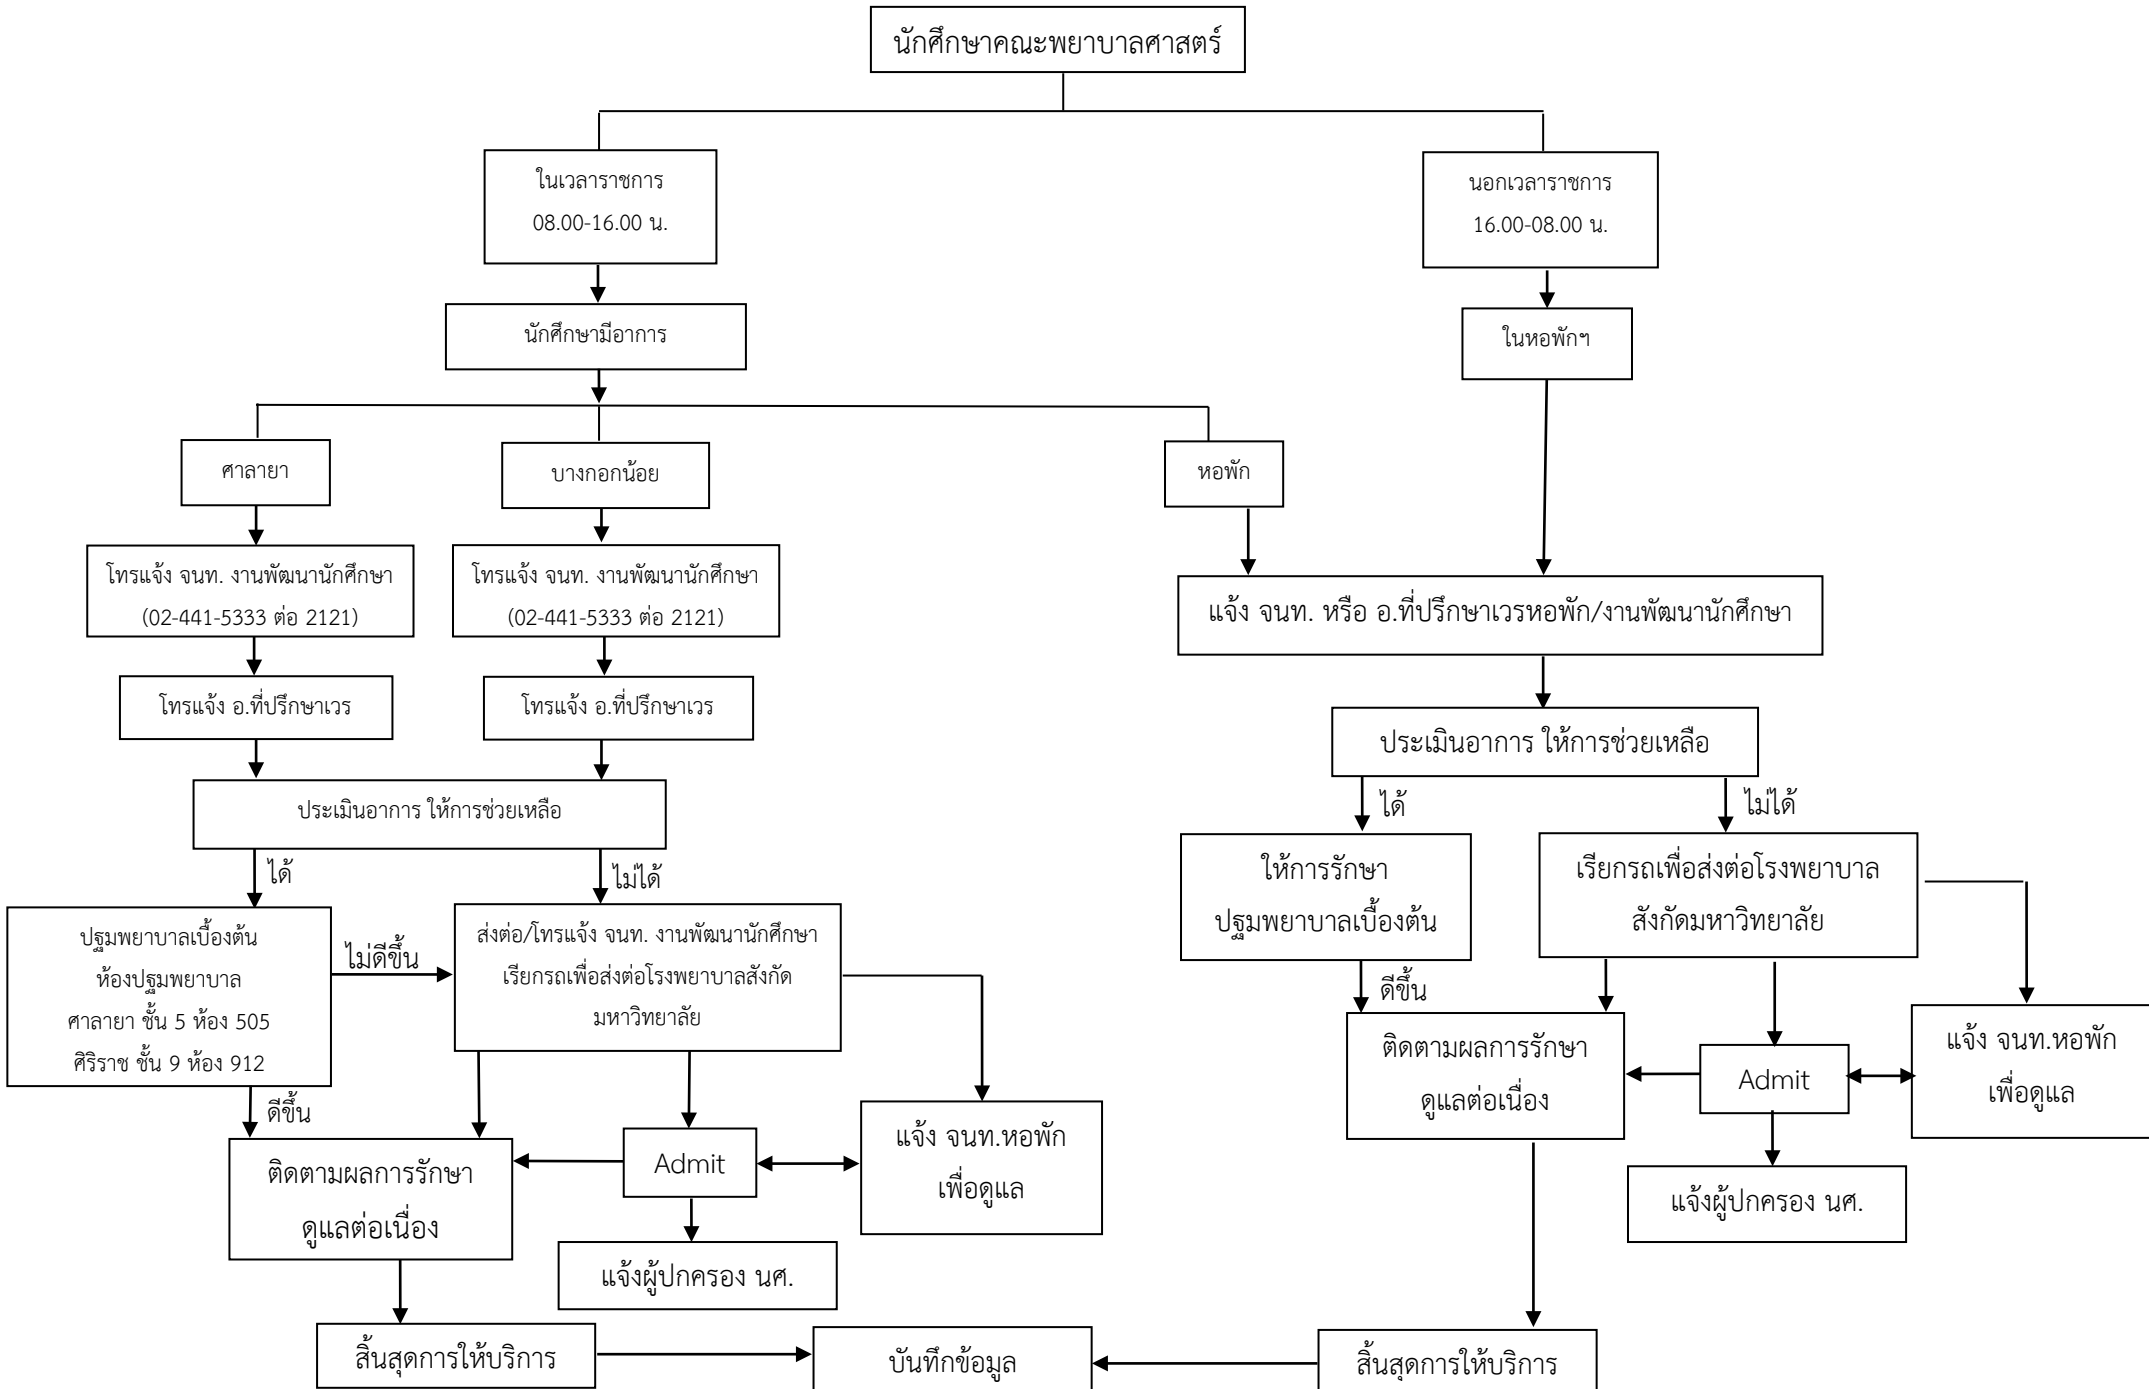 นักศึกษาคณะพยาบาลศาสตร์
ในเวลาราชการ
08.00-16.00 น.
นอกเวลาราชการ
16.00-08.00 น.
นักศึกษามีอาการ
ในหอพักฯ
ศาลายา
บางกอกน้อย
หอพัก
โทรแจ้ง จนท. งานพัฒนานักศึกษา
(02-441-5333 ต่อ 2121)
โทรแจ้ง จนท. งานพัฒนานักศึกษา
(02-441-5333 ต่อ 2121)
แจ้ง จนท. หรือ อ.ที่ปรึกษาเวรหอพัก/งานพัฒนานักศึกษา
โทรแจ้ง อ.ที่ปรึกษาเวร
โทรแจ้ง อ.ที่ปรึกษาเวร
ประเมินอาการ ให้การช่วยเหลือ
ประเมินอาการ ให้การช่วยเหลือ
ได้
ไม่ได้
ได้
ไม่ได้
ให้การรักษา
ปฐมพยาบาลเบื้องต้น
เรียกรถเพื่อส่งต่อโรงพยาบาล
สังกัดมหาวิทยาลัย
ปฐมพยาบาลเบื้องต้น
ห้องปฐมพยาบาล
ศาลายา ชั้น 5 ห้อง 505
ศิริราช ชั้น 9 ห้อง 912
ไม่ดีขึ้น
ส่งต่อ/โทรแจ้ง จนท. งานพัฒนานักศึกษา
เรียกรถเพื่อส่งต่อโรงพยาบาลสังกัด
มหาวิทยาลัย
ดีขึ้น
ติดตามผลการรักษา
ดูแลต่อเนื่อง
Admit
แจ้ง จนท.หอพัก
เพื่อดูแล
ดีขึ้น
ติดตามผลการรักษา
ดูแลต่อเนื่อง
Admit
แจ้ง จนท.หอพัก
เพื่อดูแล
แจ้งผู้ปกครอง นศ.
แจ้งผู้ปกครอง นศ.
สิ้นสุดการให้บริการ
บันทึกข้อมูล
สิ้นสุดการให้บริการ